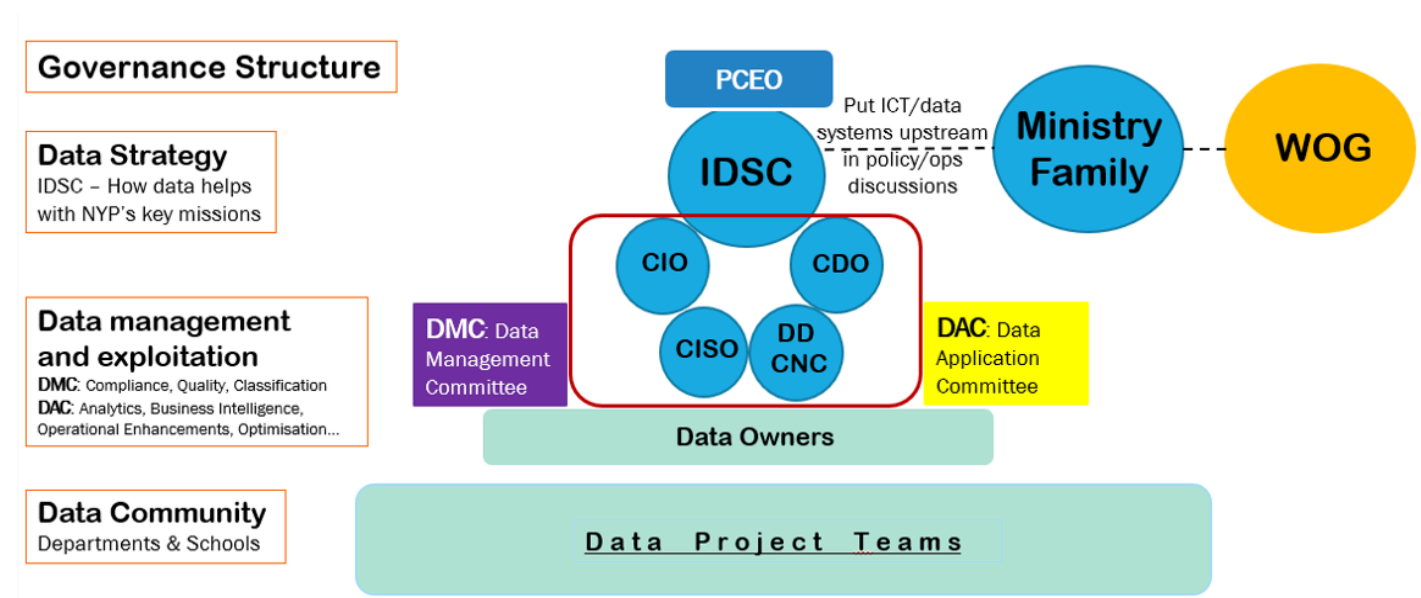 Governance Structure
PCEO
Data Strategy
IDSC – How data helps
with NYP's key missions
IDSC
Put ICT/data
systems upstream
in policy/ops
discussions
Ministry
Family
WOG
CIO
CDO
CISO
DD
CNC
Data management
and exploitation
DMC: Compliance, Quality, Classification
DAC: Analytics, Business Intelligence,
Operational Enhancements, Optimisation...
DMC: Data
Management
Committee
DAC: Data
Application
Committee
Data Owners
Data Community
Departments & Schools
Data Project Teams